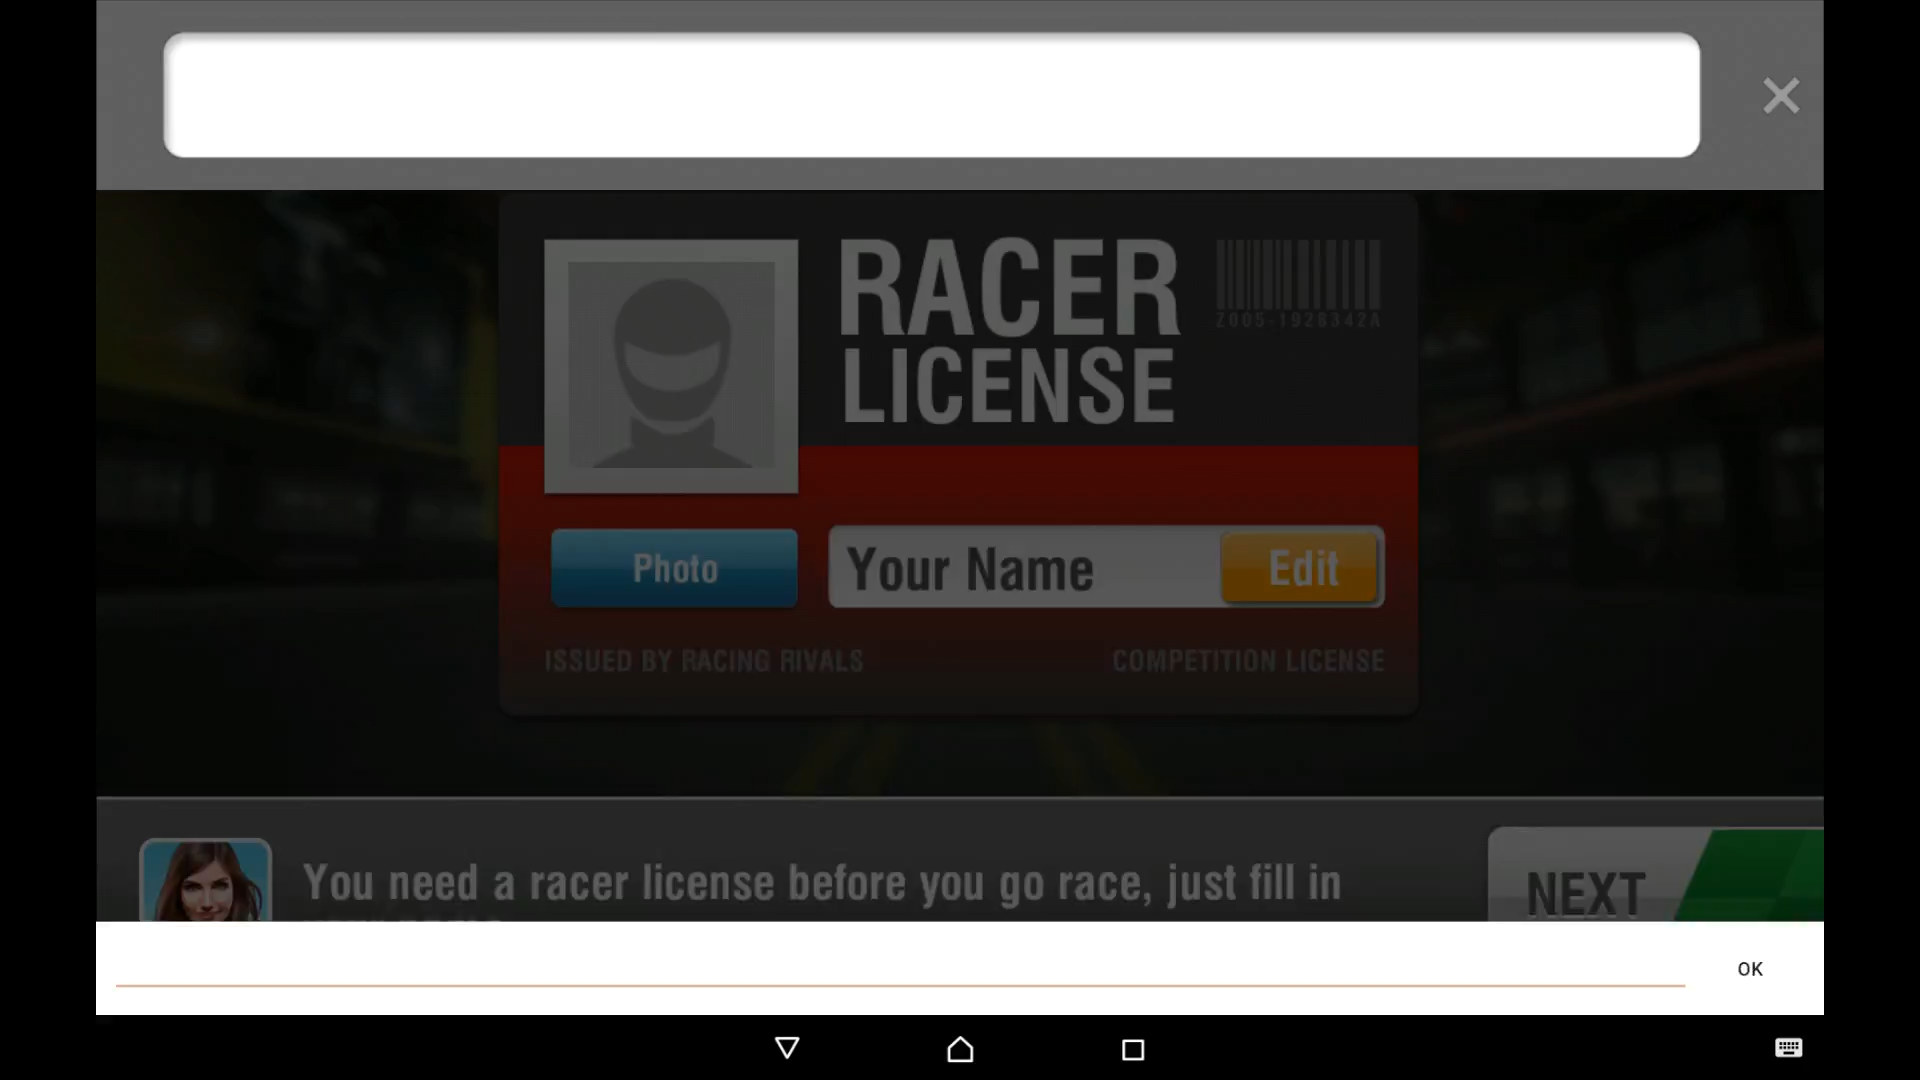 RACER
LICENSE
Z005-1928342A
Photo
Your Name
Edit
ISSUED BY RACING RIVALS
COMPETITION LICENSE
You need a racer license before you go race, just fill in
NEXT
OK